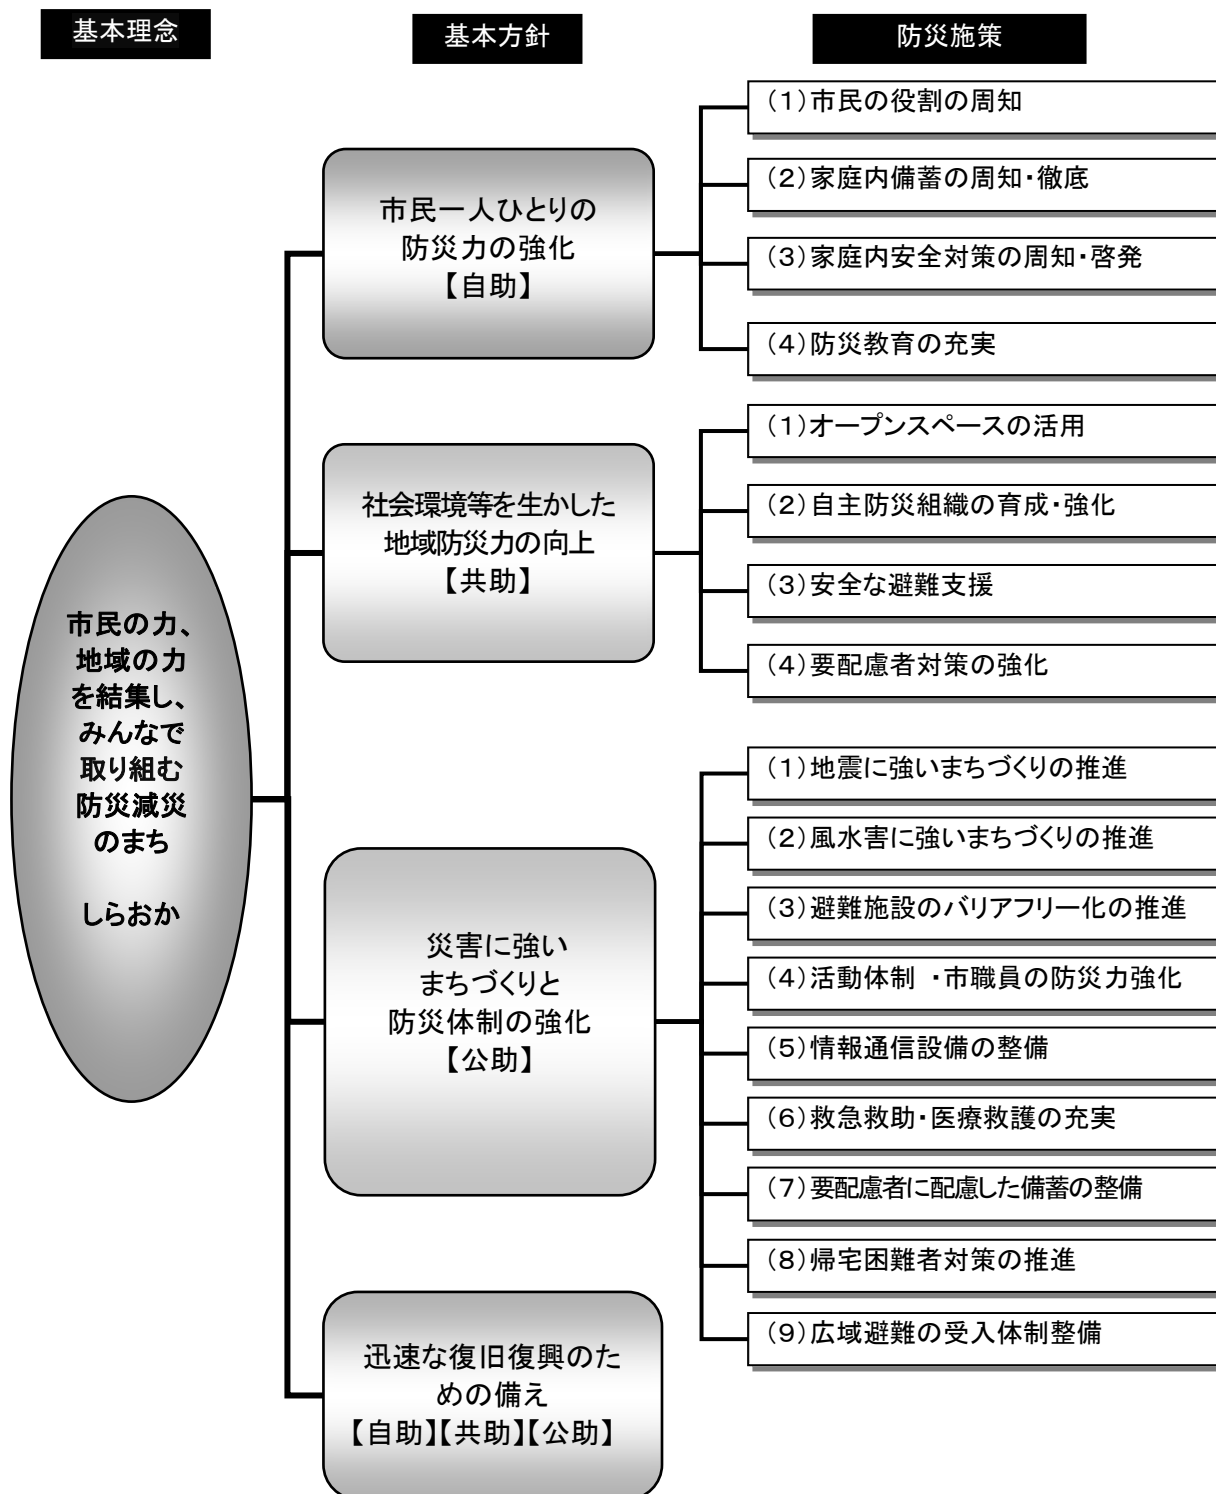 基本理念
基本方針
防災施策
市民の力、
地域の力
を結集し、
みんなで
取り組む
防災減災
のまち
しらおか
市民一人ひとりの
防災力の強化
【自助】
（１）市民の役割の周知
（２）家庭内備蓄の周知・徹底
（３）家庭内安全対策の周知・啓発
（４）防災教育の充実
社会環境等を生かした
地域防災力の向上
【共助】
（１）オープンスペースの活用
（２）自主防災組織の育成・強化
（３）安全な避難支援
（４）要配慮者対策の強化
災害に強い
まちづくりと
防災体制の強化
【公助】
（１）地震に強いまちづくりの推進
（２）風水害に強いまちづくりの推進
（３）避難施設のバリアフリー化の推進
（４）活動体制 ・市職員の防災力強化
（５）情報通信設備の整備
（６）救急救助・医療救護の充実
（７）要配慮者に配慮した備蓄の整備
（８）帰宅困難者対策の推進
（９）広域避難の受入体制整備
迅速な復旧復興のた
めの備え
【自助】【共助】【公助】